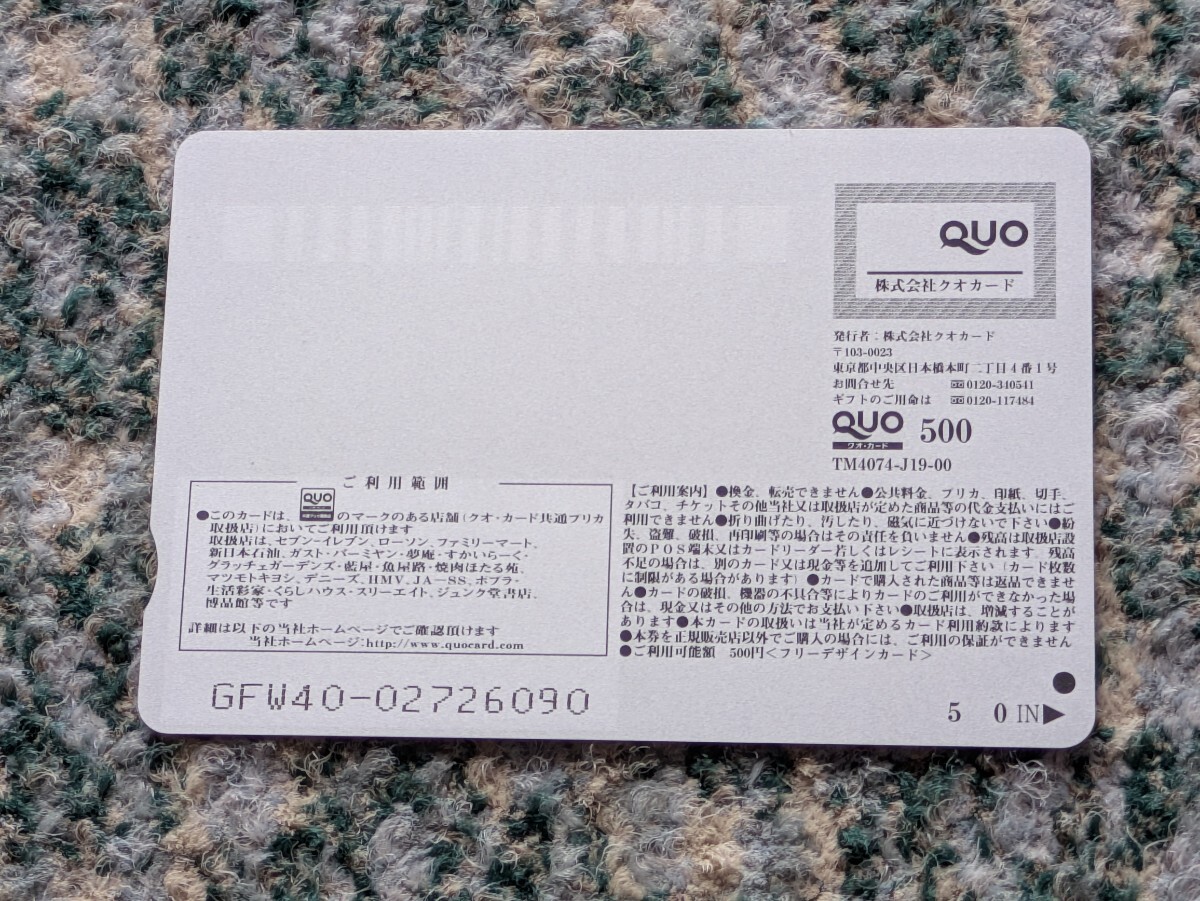 QUO
株式会社クオカード
発行者：株式会社クオカード
〒103-0023
東京都中央区日本橋本町二丁目4番1号
お問合せ先 0120-340541
ギフトのご用命は 0120-117484
QUO 500
クオ・カード
TM4074-J19-00
ご利用範囲
●このカードは、QUOのマークのある店舗(クオ・カード共通プリカ
取扱店)においてご利用頂けます
取扱店は、セブン-イレブン、ローソン、ファミリーマート、
新日本石油、ガスト・バーミヤン・夢庵・すかいらーく・
グラッチェガーデンズ・藍屋・魚屋路・焼肉ほたる苑、
マツモトキヨシ、デニーズ、HMV、JA-SS、ポプラ・
生活彩家・くらしハウス・スリーエイト、ジュンク堂書店、
博品館等です
詳細は以下の当社ホームページでご確認頂けます
当社ホームページ:http://www.quocard.com
【ご利用案内】●換金、転売できません●公共料金、プリカ、印紙、切手、
タバコ、チケットその他当社又は取扱店が定めた商品等の代金支払いにはご
利用できません●折り曲げたり、汚したり、磁気に近づけないで下さい●紛
失、盗難、破損、再印刷等の場合はその責任を負いません●残高は取扱店設
置のPOS端末又はカードリーダー若しくはレシートに表示されます 残高
不足の場合は、別のカード又は現金等を追加してご利用下さい(カード枚数
に制限がある場合があります)●カードで購入された商品等は返品できませ
ん●カードの破損、機器の不具合等によりカードのご利用ができなかった場
合は、現金又はその他の方法でお支払い下さい●取扱店は、増減することが
あります●本カードの取扱いは当社が定めるカード利用約款によります
●本券を正規販売店以外でご購入の場合には、ご利用の保証ができません
●ご利用可能額 500円<フリーデザインカード>
GFW40-02726090
5 0 IN▶